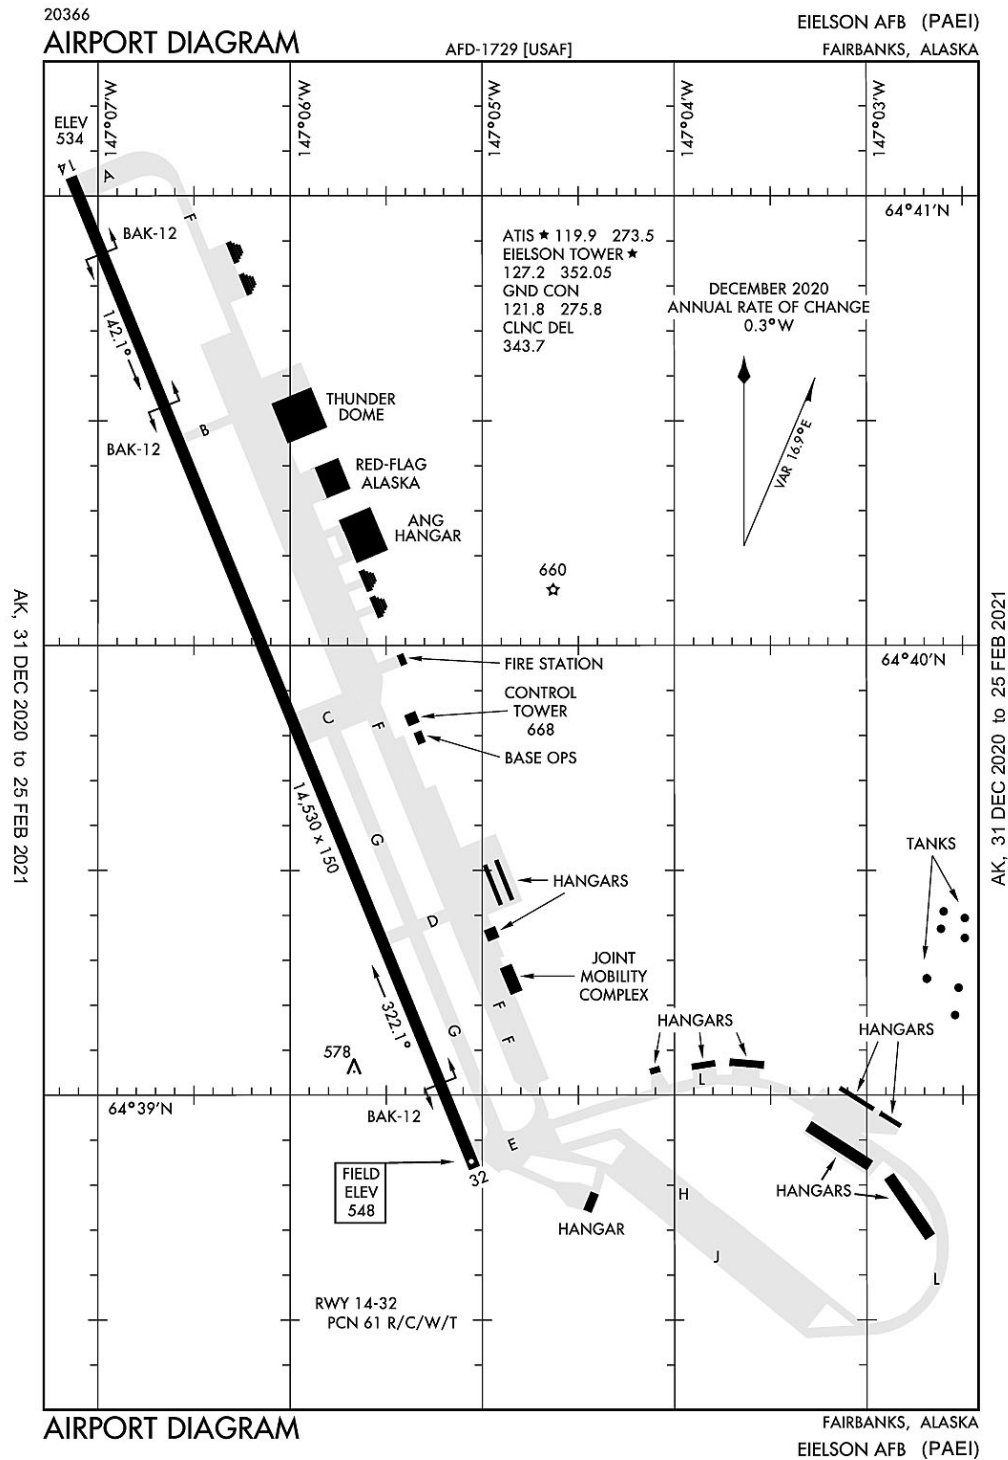 20366
AIRPORT DIAGRAM
AFD-1729 [USAF]
EIELSON AFB (PAEI)
FAIRBANKS, ALASKA
147°07'W
147°06'W
147°05'W
147°04'W
147°03'W
ELEV
534
14
A
F
64°41'N
BAK-12
ATIS ★ 119.9 273.5
EIELSON TOWER ★
127.2 352.05
GND CON
121.8 275.8
CLNC DEL
343.7
DECEMBER 2020
ANNUAL RATE OF CHANGE
0.3°W
VAR 16.9°E
142.1°
BAK-12
B
THUNDER
DOME
RED-FLAG
ALASKA
ANG
HANGAR
660
AK, 31 DEC 2020 to 25 FEB 2021
AK, 31 DEC 2020 to 25 FEB 2021
64°40'N
FIRE STATION
CONTROL
TOWER
668
BASE OPS
C
F
14,530 x 150
G
D
HANGARS
TANKS
JOINT
MOBILITY
COMPLEX
F
F
322.1°
G
578
HANGARS
L
HANGARS
64°39'N
BAK-12
E
FIELD
ELEV
548
32
HANGAR
H
J
HANGARS
L
RWY 14-32
PCN 61 R/C/W/T
AIRPORT DIAGRAM
FAIRBANKS, ALASKA
EIELSON AFB (PAEI)